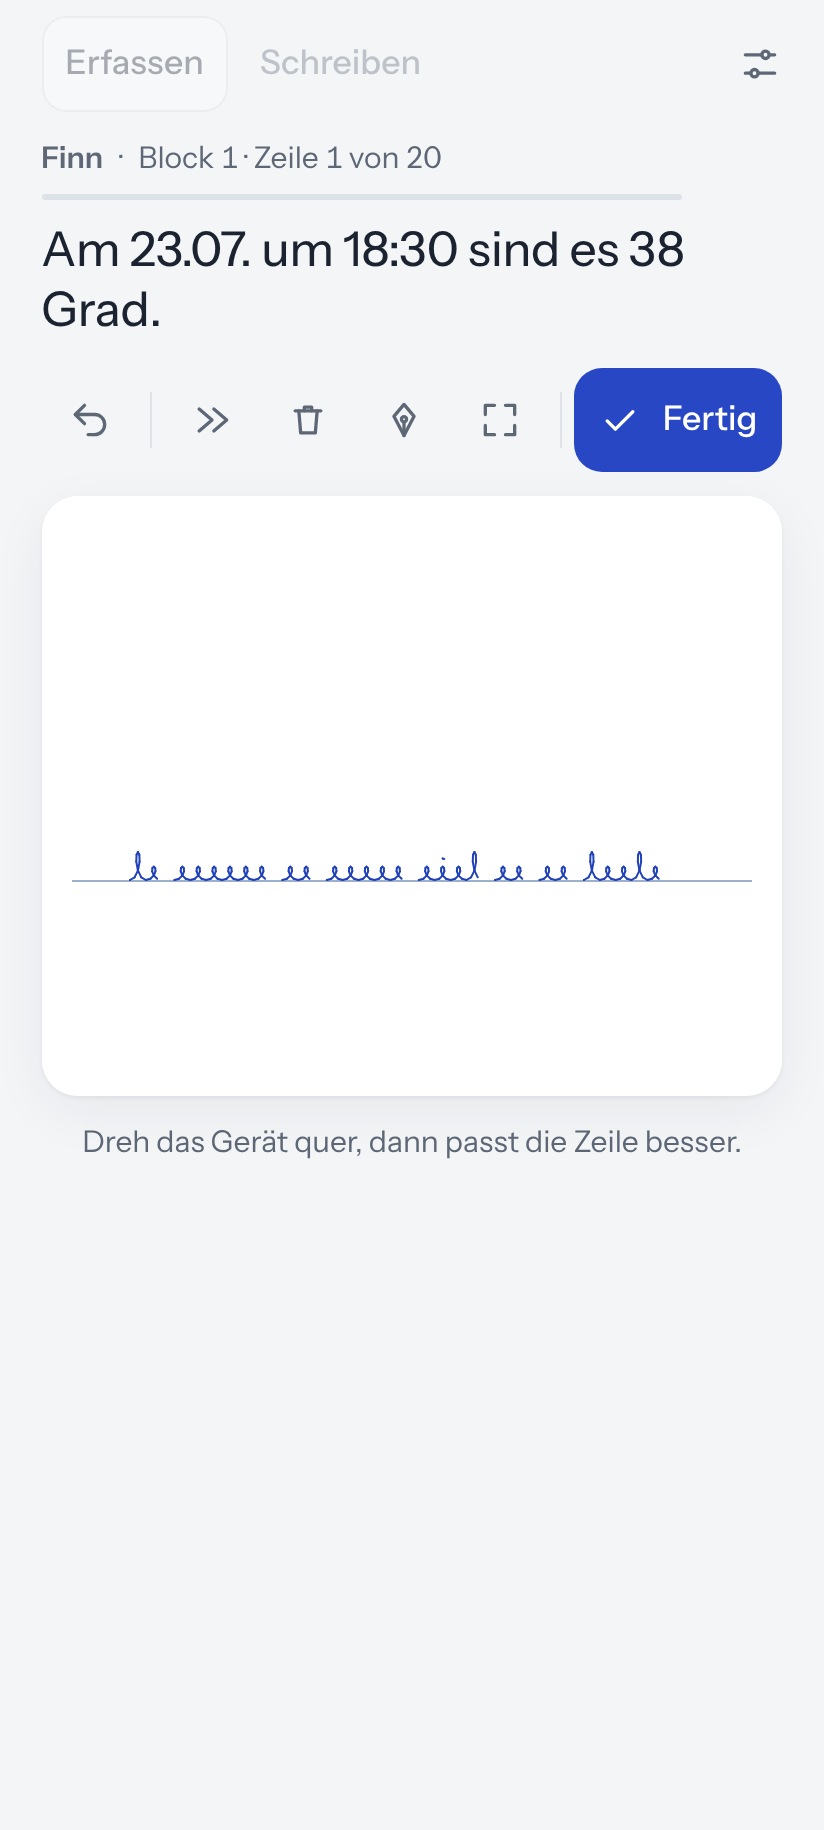 Erfassen Schreiben
Finn · Block 1 · Zeile 1 von 20
Am 23.07. um 18:30 sind es 38
Grad.
Fertig
Dreh das Gerät quer, dann passt die Zeile besser.